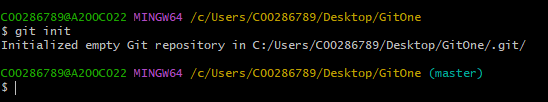 C00286789@A200C022 MINGW64 /c/Users/C00286789/Desktop/GitOne
$ git init
Initialized empty Git repository in C:/Users/C00286789/Desktop/GitOne/.git/
C00286789@A200C022 MINGW64 /c/Users/C00286789/Desktop/GitOne (master)
$